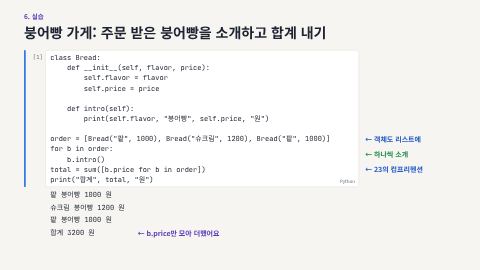 6. 실습
붕어빵 가게: 주문 받은 붕어빵을 소개하고 합계 내기
[1]
class Bread:
    def __init__(self, flavor, price):
        self.flavor = flavor
        self.price = price

    def intro(self):
        print(self.flavor, "붕어빵", self.price, "원")

order = [Bread("팥", 1000), Bread("슈크림", 1200), Bread("팥", 1000)]
← 객체도 리스트에
for b in order:
← 하나씩 소개
    b.intro()
total = sum([b.price for b in order])
← 23의 컴프리헨션
print("합계", total, "원")
Python
팥 붕어빵 1000 원
슈크림 붕어빵 1200 원
팥 붕어빵 1000 원
합계 3200 원
← b.price만 모아 더했어요